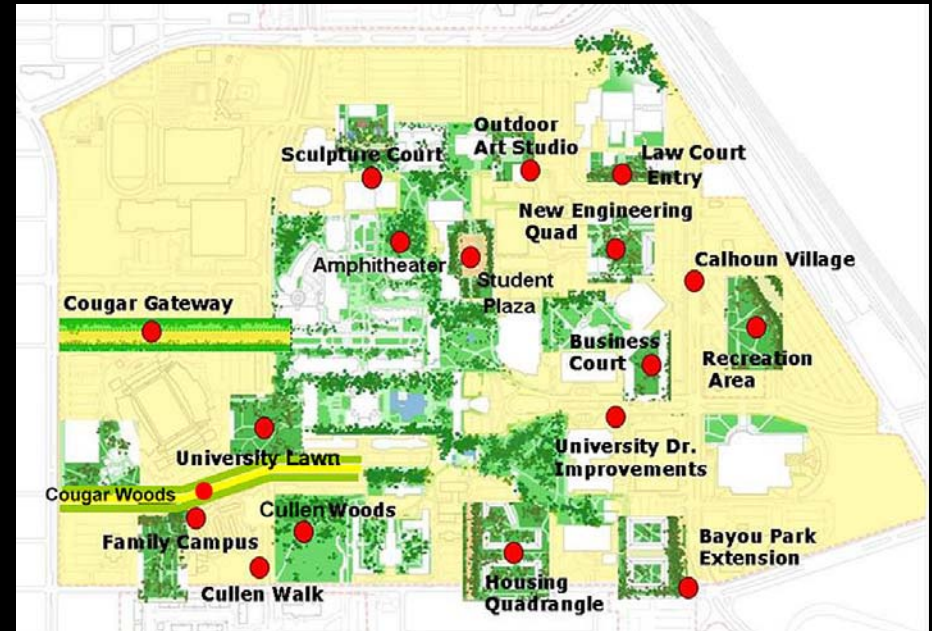 Outdoor
Art Studio
Sculpture Court
Law Court
Entry
New Engineering
Quad
Amphitheater
Student
Plaza
Calhoun Village
Cougar Gateway
Business
Court
Recreation
Area
University Lawn
University Dr.
Improvements
Cougar Woods
Cullen Woods
Family Campus
Bayou Park
Extension
Cullen Walk
Housing
Quadrangle